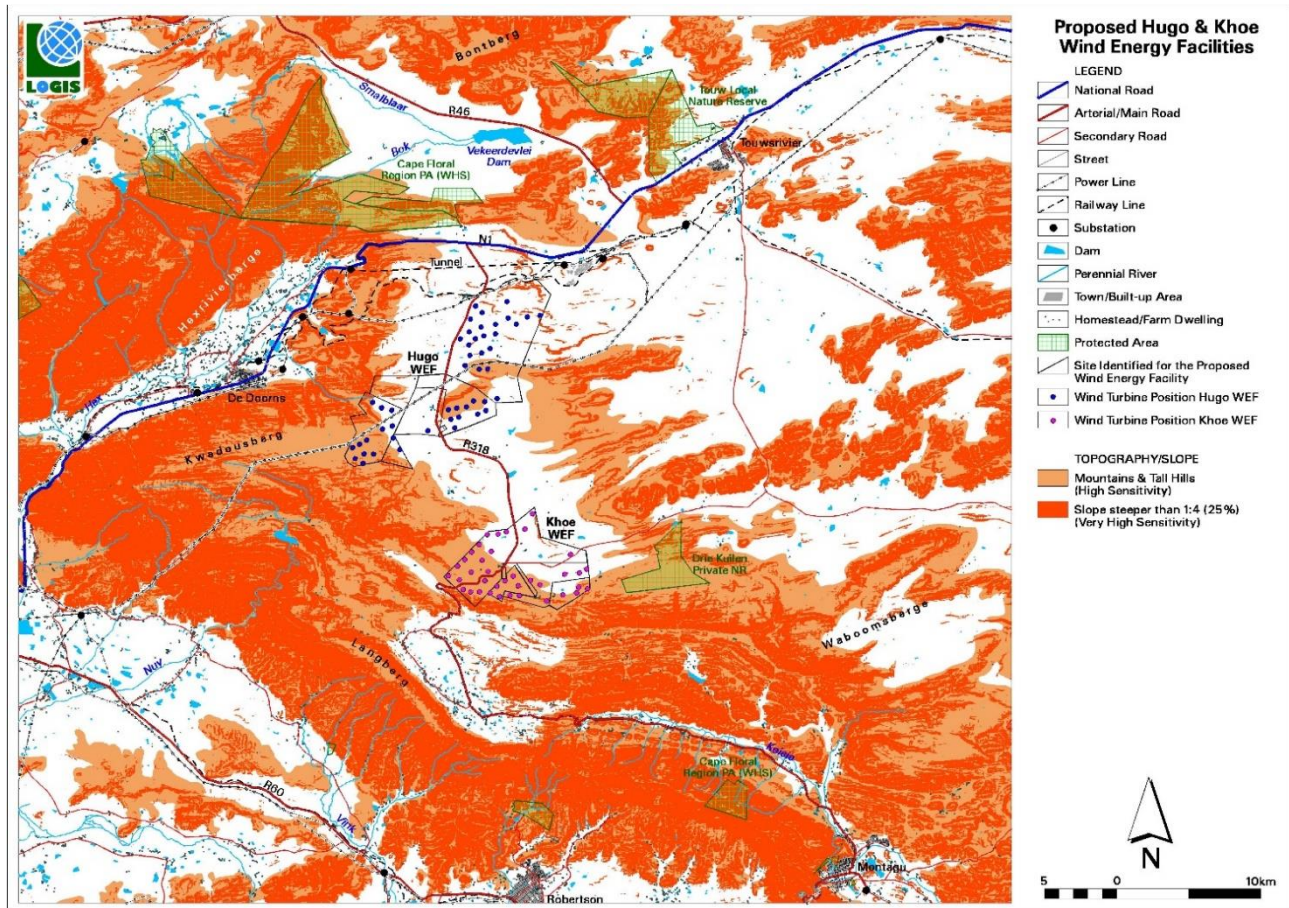 LOGIS
Bontberg
Smalblaar
R46
Touw Local
Nature Reserve
Touwsrivier
Bok
Vekeerdevlei
Dam
Cape Floral
Region PA (WHS)
N1
Tunnel
Hexrivierberge
Hugo
WEF
De Doorns
Hex
Kwadousberg
R318
Khoe
WEF
Drie Kuilen
Private NR
Waboomsberge
Langberg
Nuy
Cape Floral
Region PA (WHS)
R60
Vink
Montagu
Robertson
Proposed Hugo & Khoe
Wind Energy Facilities
LEGEND
National Road
Arterial/Main Road
Secondary Road
Street
Power Line
Railway Line
Substation
Dam
Perennial River
Town/Built-up Area
Homestead/Farm Dwelling
Protected Area
Site Identified for the Proposed
Wind Energy Facility
Wind Turbine Position Hugo WEF
Wind Turbine Position Khoe WEF
TOPOGRAPHY/SLOPE
Mountains & Tall Hills
(High Sensitivity)
Slope steeper than 1:4 (25%)
(Very High Sensitivity)
N
5 0 10km